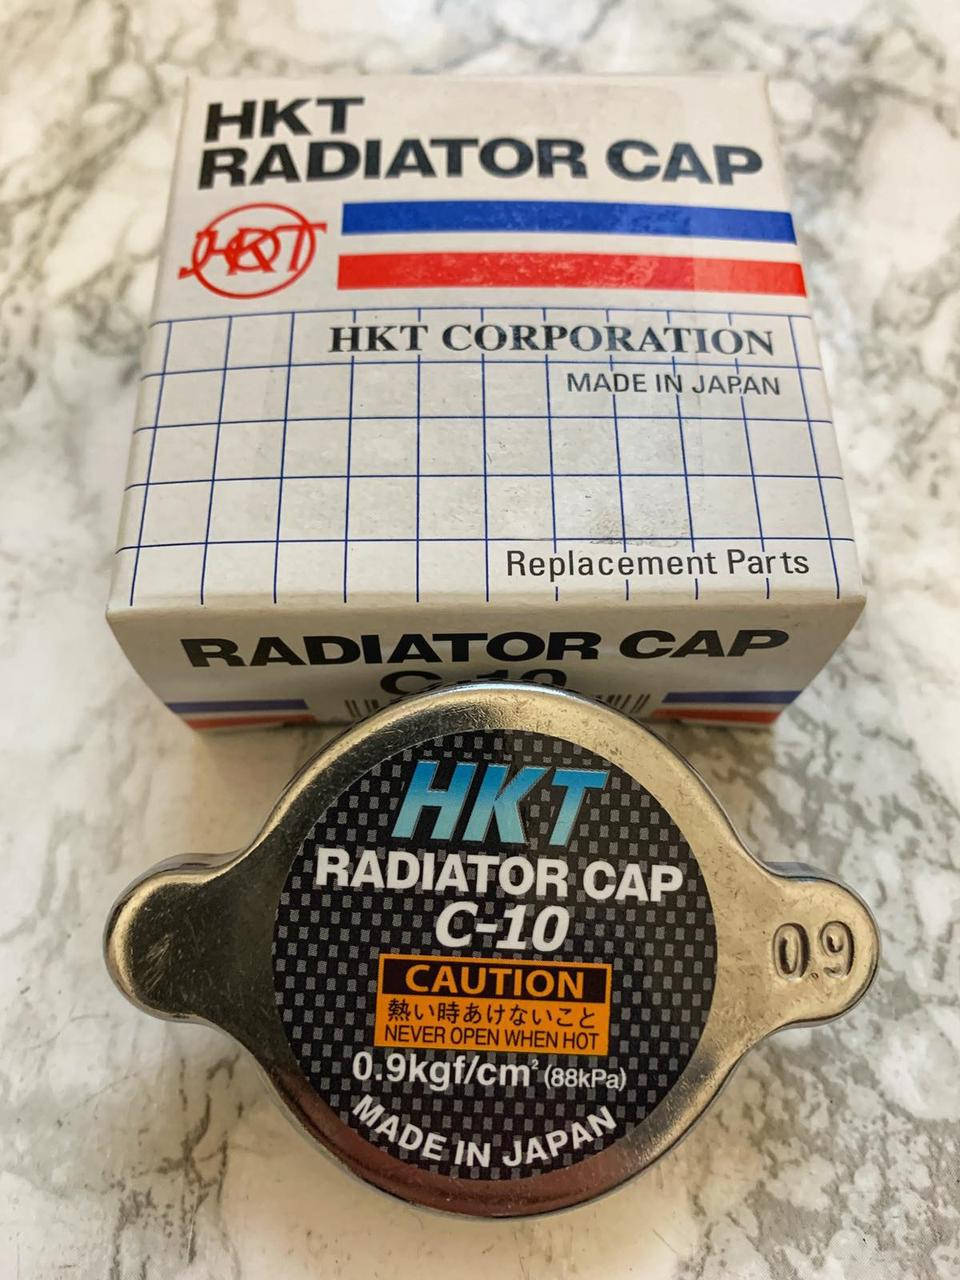 HKT
RADIATOR CAP
HKT
HKT CORPORATION
MADE IN JAPAN
Replacement Parts
RADIATOR CAP
C-10
HKT
RADIATOR CAP
C-10
0.9
CAUTION
熱い時あけないこと
NEVER OPEN WHEN HOT
0.9kgf/cm² (88kPa)
MADE IN JAPAN